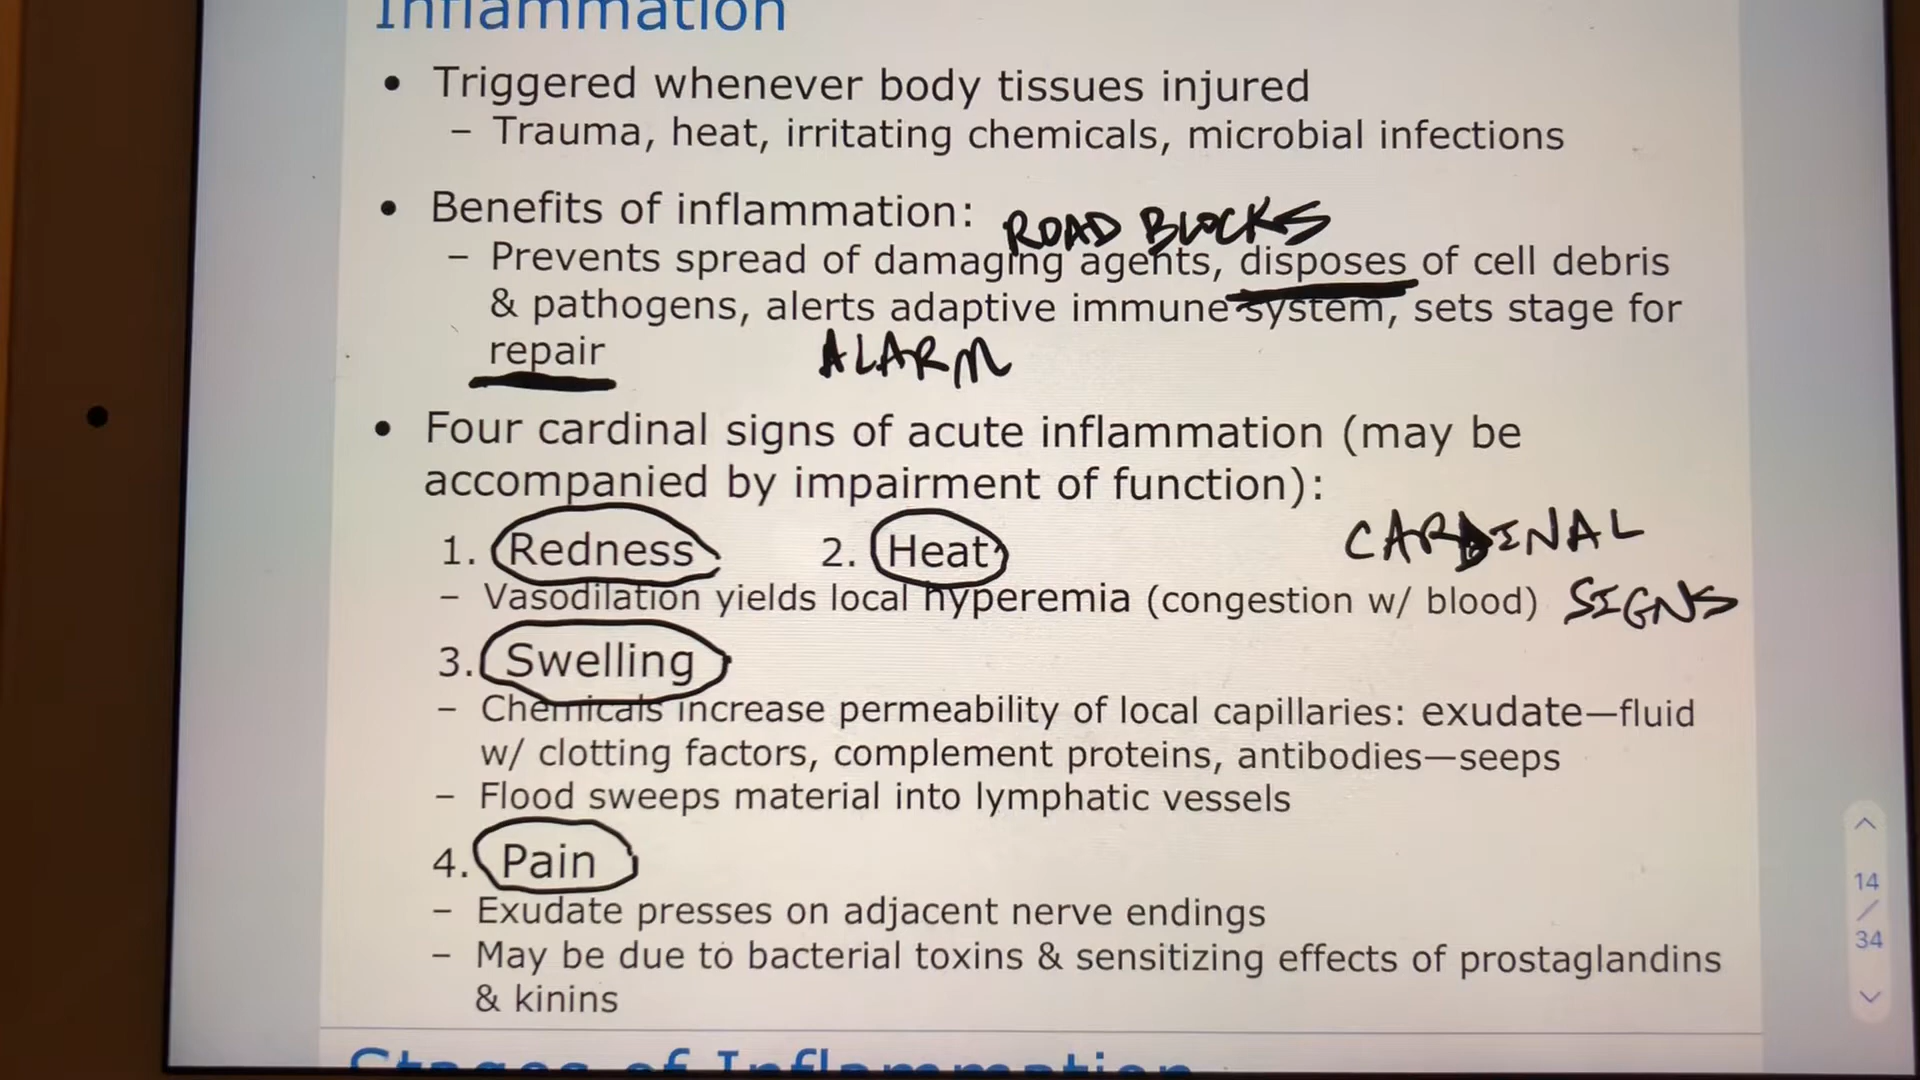 Inflammation
• Triggered whenever body tissues injured
– Trauma, heat, irritating chemicals, microbial infections
• Benefits of inflammation: ROAD BLOCKS
– Prevents spread of damaging agents, disposes of cell debris
& pathogens, alerts adaptive immune system, sets stage for
repair
ALARM
• Four cardinal signs of acute inflammation (may be
accompanied by impairment of function):
1. Redness 2. Heat
CARDINAL
– Vasodilation yields local hyperemia (congestion w/ blood)
SIGNS
3. Swelling
– Chemicals increase permeability of local capillaries: exudate—fluid
w/ clotting factors, complement proteins, antibodies—seeps
– Flood sweeps material into lymphatic vessels
4. Pain
– Exudate presses on adjacent nerve endings
– May be due to bacterial toxins & sensitizing effects of prostaglandins
& kinins
14
/
34
Stages of Inflammation